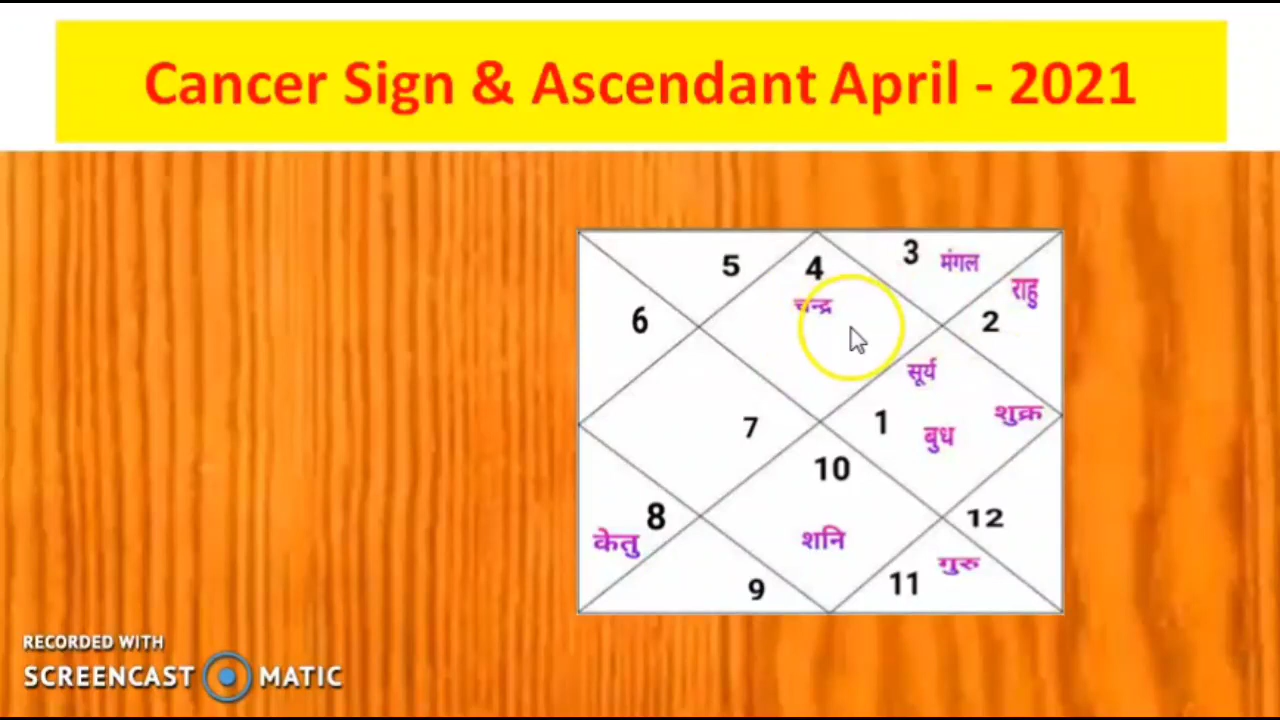 Cancer Sign & Ascendant April - 2021
3
मंगल
5
4
राहु
चन्द्र
6
2
सूर्य
शुक्र
7
1
बुध
10
8
12
केतु
शनि
गुरु
9
11
RECORDED WITH
SCREENCAST MATIC